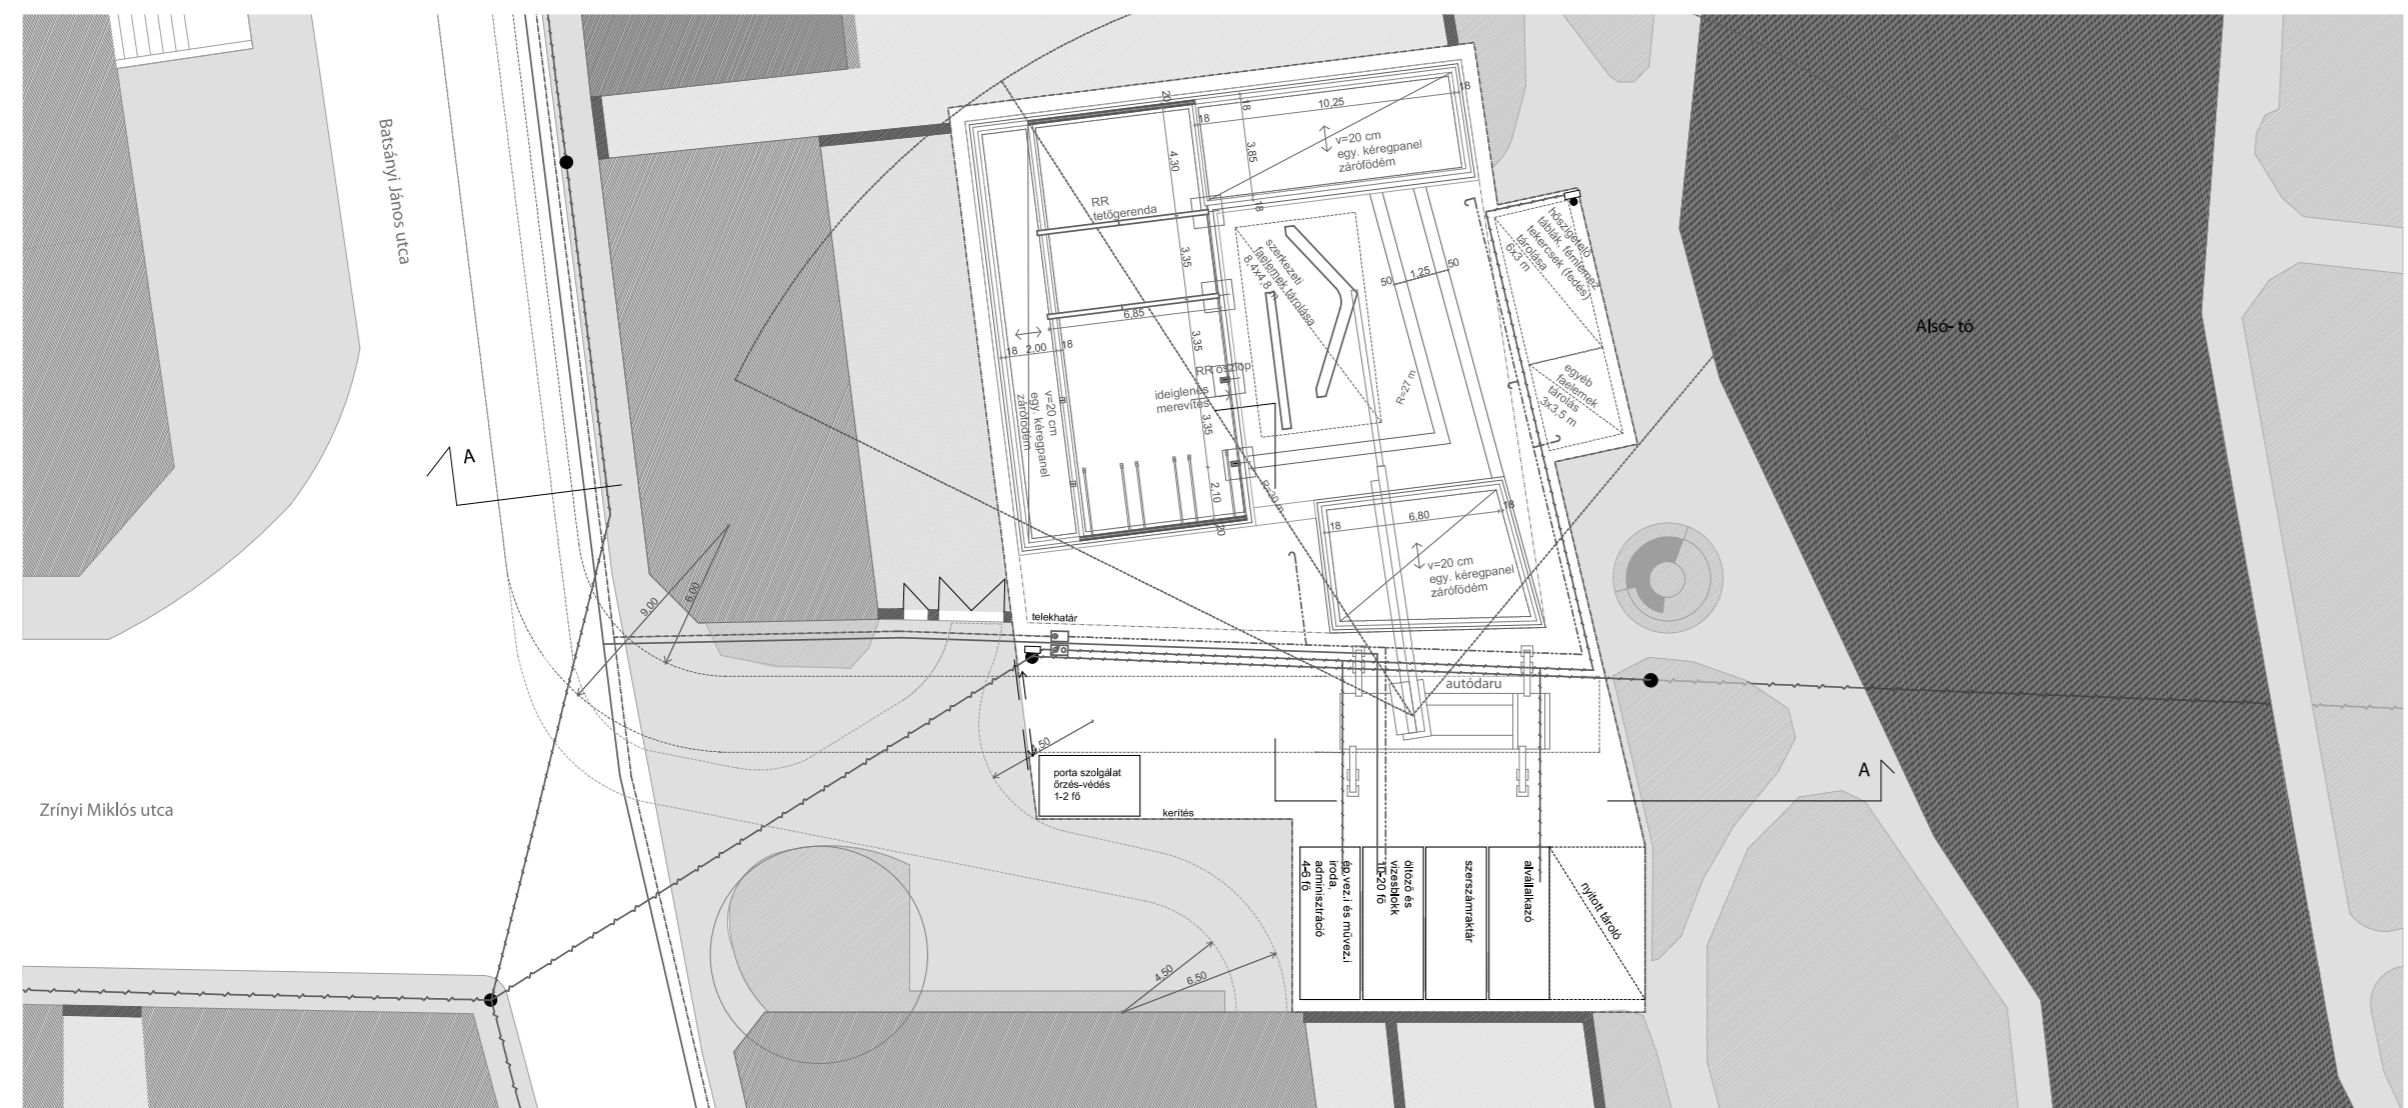 Batsányi János utca
Zrínyi Miklós utca
Alsó- tó
A
A
20
18
18
10,25
18
3,85
18
4,30
v=20 cm
egy. kéregpanel
zárófödém
RR
tetőgerenda
3,35
szerkezeti
faelemek tárolása
8,4x4,8 m
50
1,25
50
hőszigetelő
táblák, fémlemez
tekercsek (fedés)
tárolása
6x3 m
egyéb
faelemek
tárolás
3x3,5 m
6,85
18
2,00
18
3,35
RR oszlop
ideiglenes
merevítés
3,35
R=27 m
v=20 cm
egy. kéregpanel
zárófödém
2,10
20
R=30 m
18
6,80
18
v=20 cm
egy. kéregpanel
zárófödém
9,00
6,00
telekhatár
autódaru
4,50
porta szolgálat
őrzés-védés
1-2 fő
kerítés
ép.vez.i és művez.i
iroda,
adminisztráció
4-6 fő
öltöző és
vizesblokk
10-20 fő
szerszámraktár
alvállalkazó
nyitott tároló
4,50
6,50